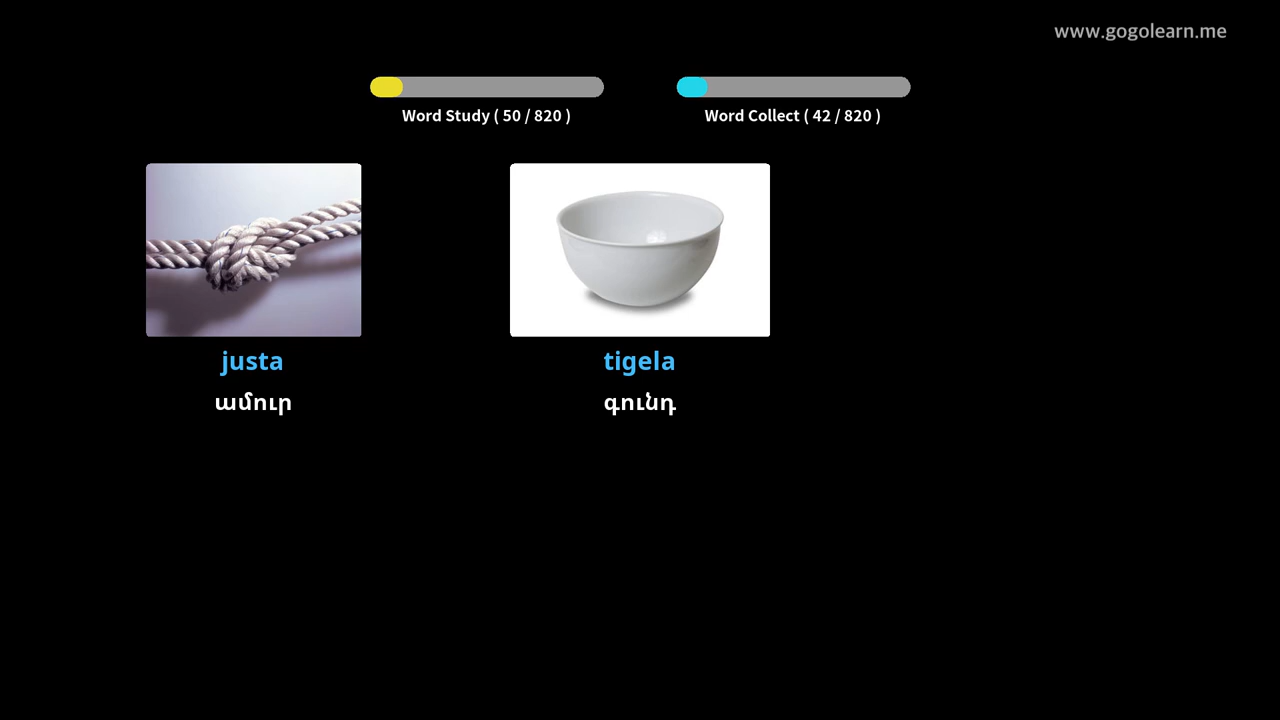 www.gogolearn.me
Word Study ( 50 / 820 )
Word Collect ( 42 / 820 )
justa
tigela
ամուր
գունդ